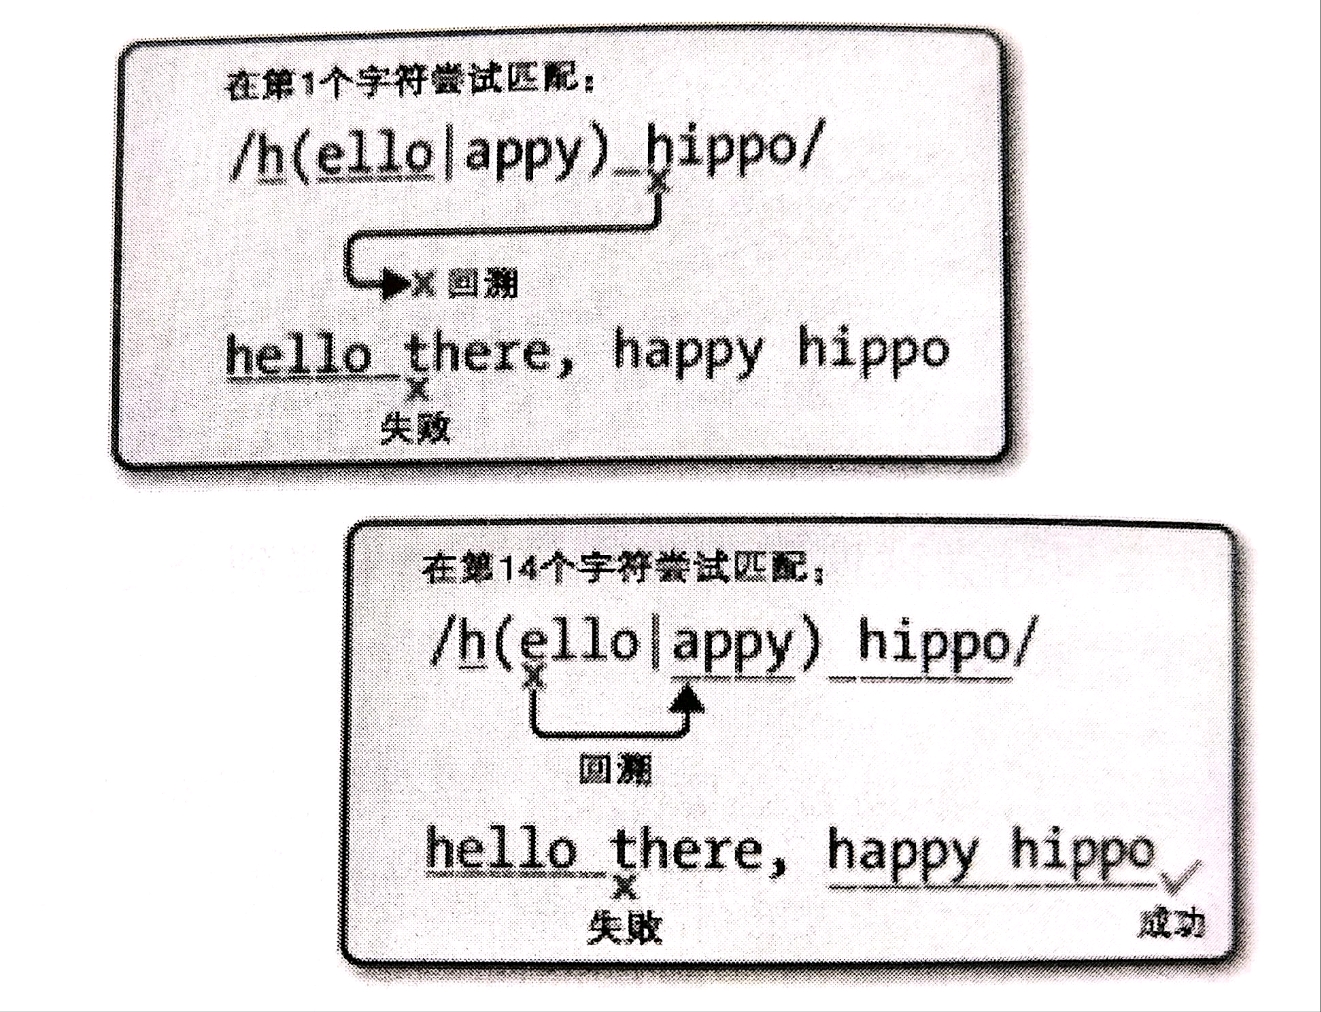 在第1个字符尝试匹配：
/h(ello|appy)_hippo/
回溯
hello there, happy hippo
失败
在第14个字符尝试匹配：
/h(ello|appy) hippo/
回溯
hello there, happy hippo
失败
成功